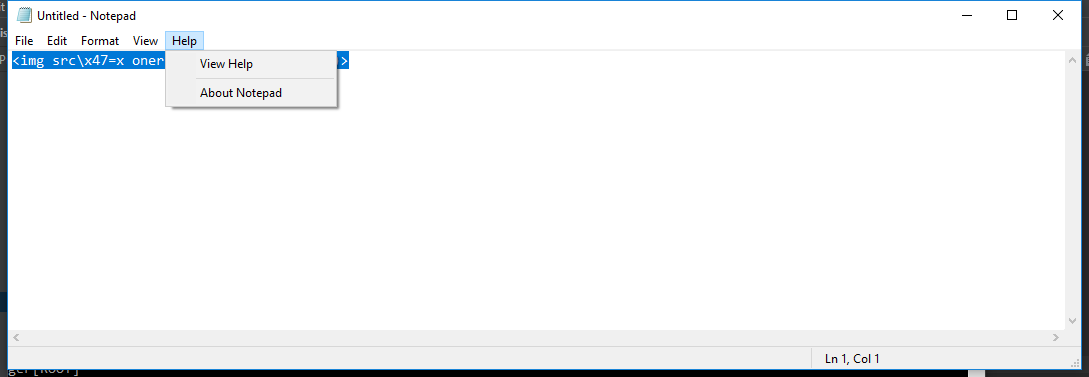 Untitled - Notepad
File Edit Format View Help
<img src\x47=x oner >
View Help
About Notepad
Ln 1, Col 1